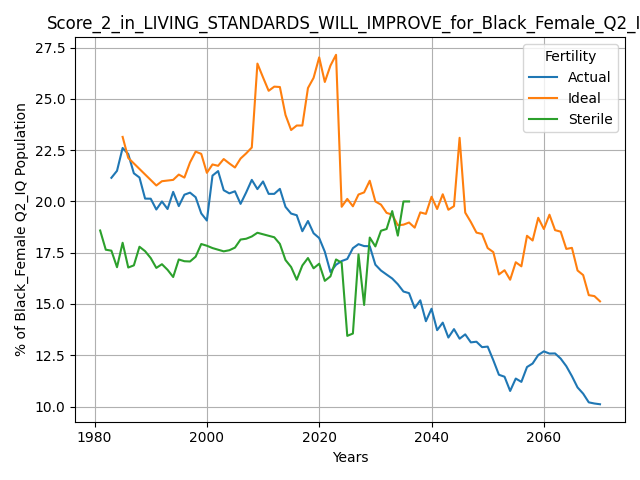 Score_2_in_LIVING_STANDARDS_WILL_IMPROVE_for_Black_Female_Q2_I
Fertility
Actual
Ideal
Sterile
% of Black_Female Q2_IQ Population
27.5
25.0
22.5
20.0
17.5
15.0
12.5
10.0
1980
2000
2020
2040
2060
Years